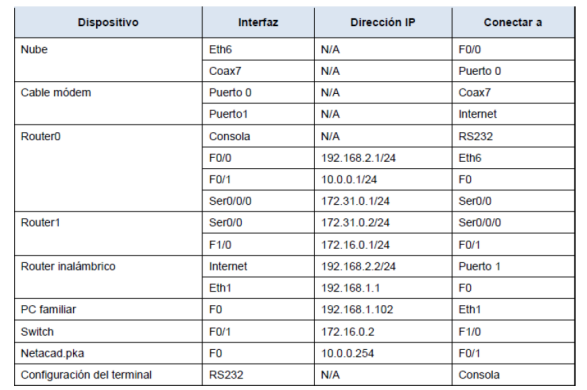 Dispositivo Interfaz Dirección IP Conectar a
Nube Eth6 N/A F0/0
Coax7 N/A Puerto 0
Cable módem Puerto 0 N/A Coax7
Puerto1 N/A Internet
Router0 Consola N/A RS232
F0/0 192.168.2.1/24 Eth6
F0/1 10.0.0.1/24 F0
Ser0/0/0 172.31.0.1/24 Ser0/0
Router1 Ser0/0 172.31.0.2/24 Ser0/0/0
F1/0 172.16.0.1/24 F0/1
Router inalámbrico Internet 192.168.2.2/24 Puerto 1
Eth1 192.168.1.1 F0
PC familiar F0 192.168.1.102 Eth1
Switch F0/1 172.16.0.2 F1/0
Netacad.pka F0 10.0.0.254 F0/1
Configuración del terminal RS232 N/A Consola